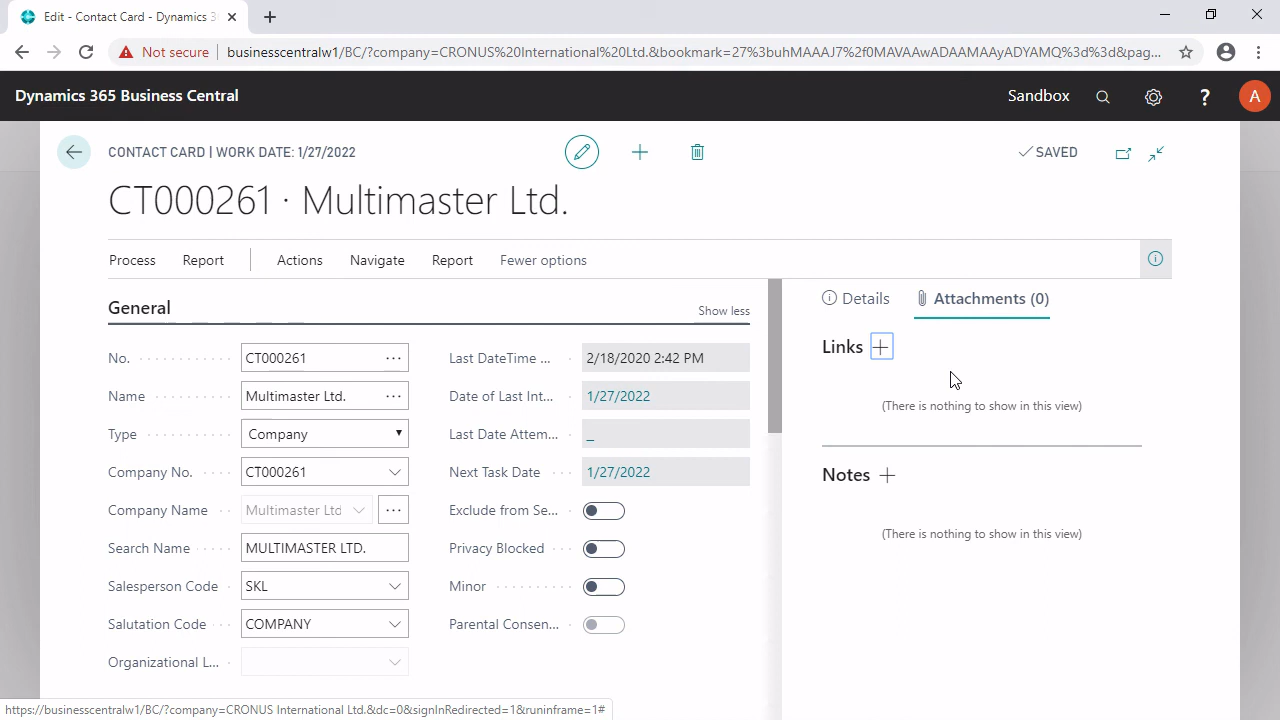 Edit - Contact Card - Dynamics 3
Not secure
businesscentralw1/BC/?company=CRONUS%20International%20Ltd.&bookmark=27%3buhMAAAJ7%2f0MAVAAwADAAMAAyADYAMQ%3d%3d&pag...
Dynamics 365 Business Central
Sandbox
?
A
CONTACT CARD | WORK DATE: 1/27/2022
SAVED
CT000261 · Multimaster Ltd.
Process Report Actions Navigate Report Fewer options
General
Show less
No. CT000261
Name Multimaster Ltd.
Type Company
Company No. CT000261
Company Name Multimaster Ltd
Search Name MULTIMASTER LTD.
Salesperson Code SKL
Salutation Code COMPANY
Organizational L...
Last DateTime ... 2/18/2020 2:42 PM
Date of Last Int... 1/27/2022
Last Date Attem... _
Next Task Date 1/27/2022
Exclude from Se...
Privacy Blocked
Minor
Parental Consen...
Details Attachments (0)
Links
(There is nothing to show in this view)
Notes
(There is nothing to show in this view)
https://businesscentralw1/BC/?company=CRONUS International Ltd.&dc=0&signInRedirected=1&runinframe=1#